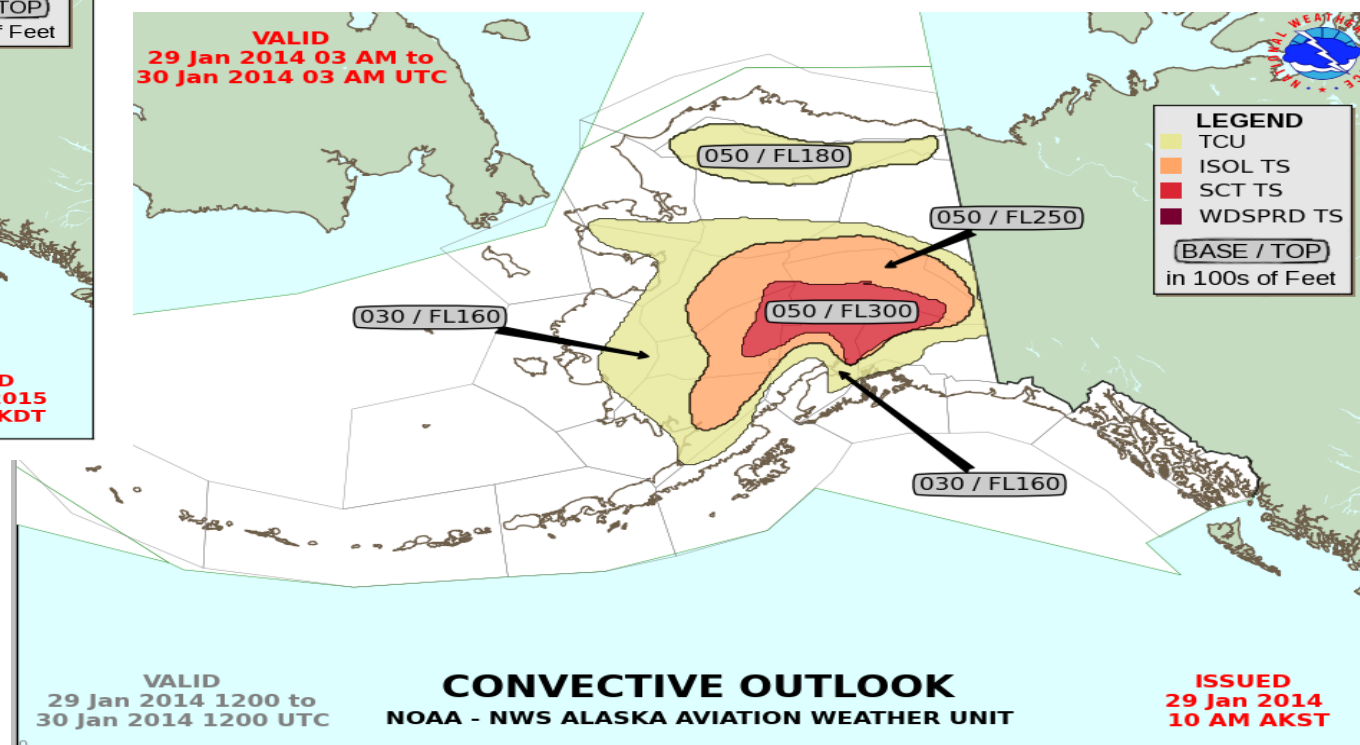 TOP)
f Feet
D
015
KDT
VALID
29 Jan 2014 03 AM to
30 Jan 2014 03 AM UTC
NATIONAL WEATHER
LEGEND
TCU
ISOL TS
SCT TS
WDSPRD TS
BASE / TOP
in 100s of Feet
050 / FL180
050 / FL250
030 / FL160
050 / FL300
030 / FL160
VALID
29 Jan 2014 1200 to
30 Jan 2014 1200 UTC
CONVECTIVE OUTLOOK
NOAA - NWS ALASKA AVIATION WEATHER UNIT
ISSUED
29 Jan 2014
10 AM AKST